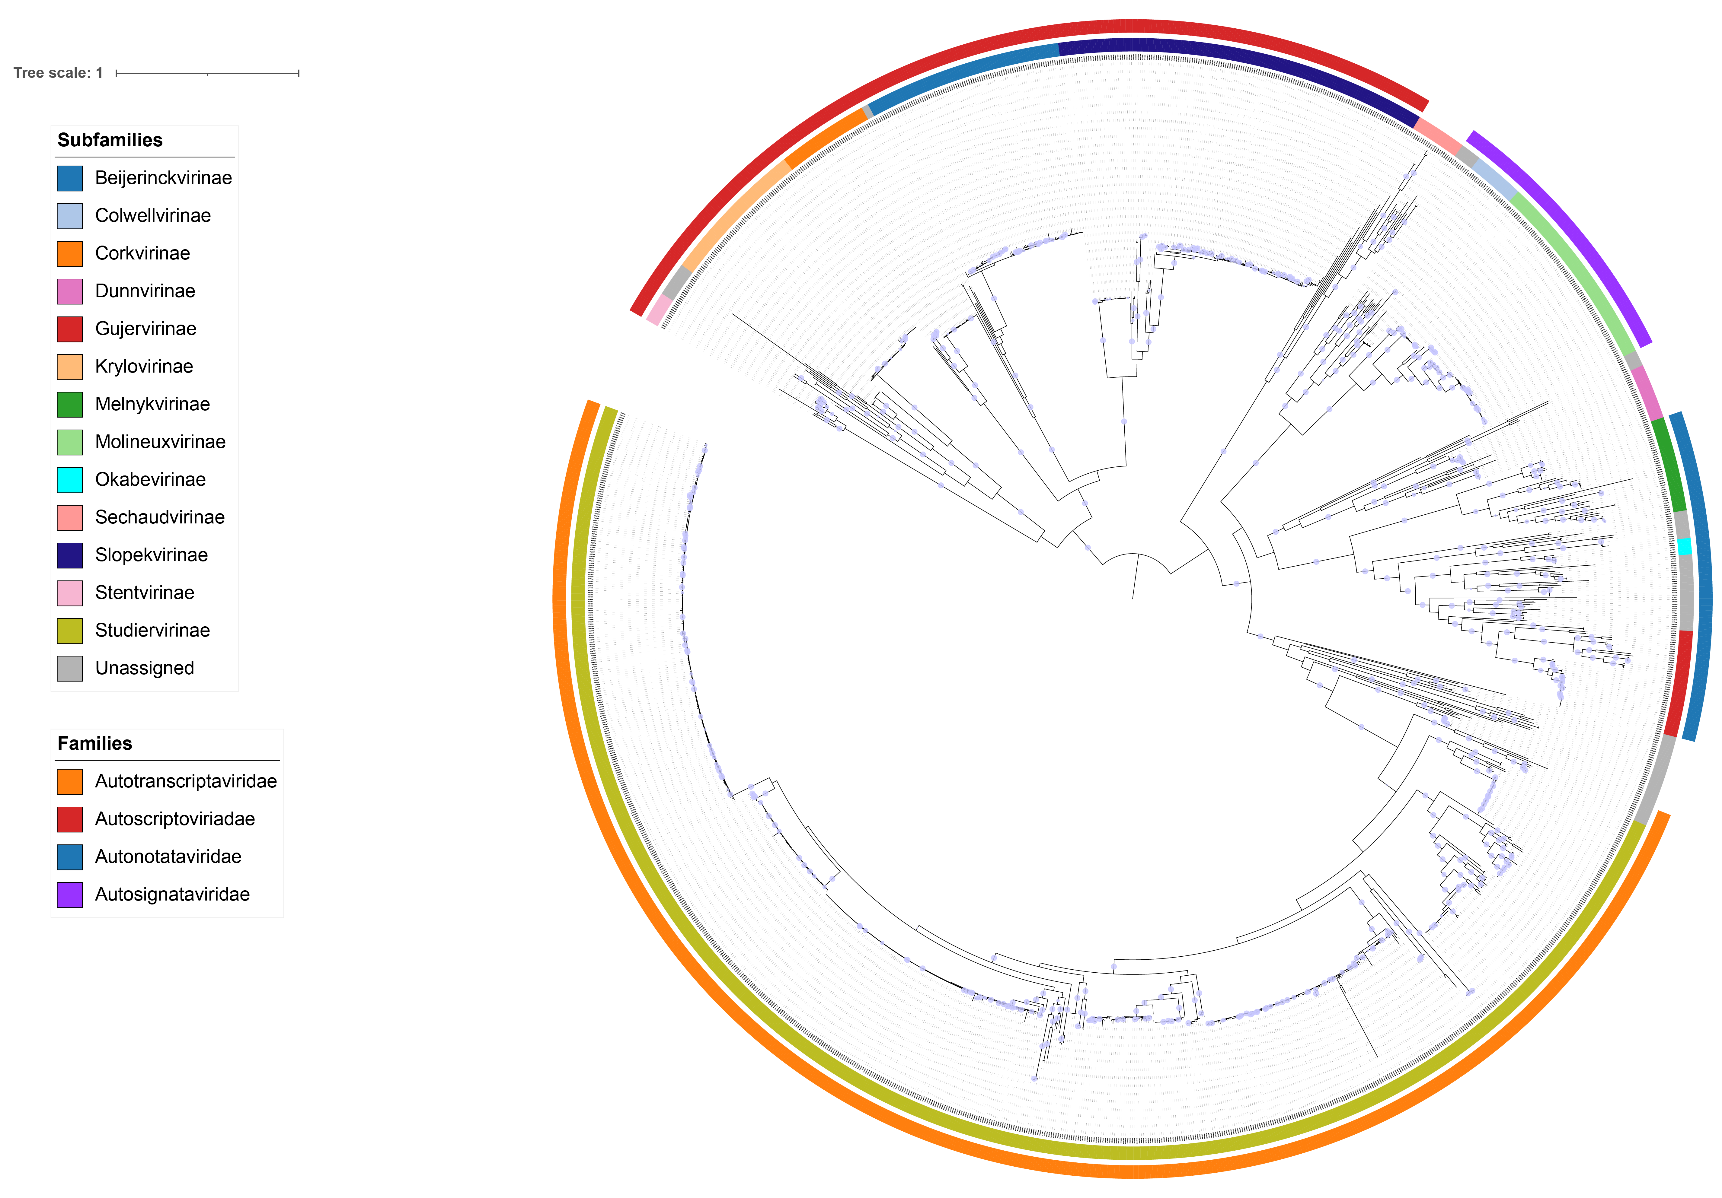 Tree scale: 1
Subfamilies
Beijerinckvirinae
Colwellvirinae
Corkvirinae
Dunnvirinae
Gujervirinae
Krylovirinae
Melnykvirinae
Molineuxvirinae
Okabevirinae
Sechaudvirinae
Slopekvirinae
Stentvirinae
Studiervirinae
Unassigned
Families
Autotranscriptaviridae
Autoscriptoviriadae
Autonotataviridae
Autosignataviridae